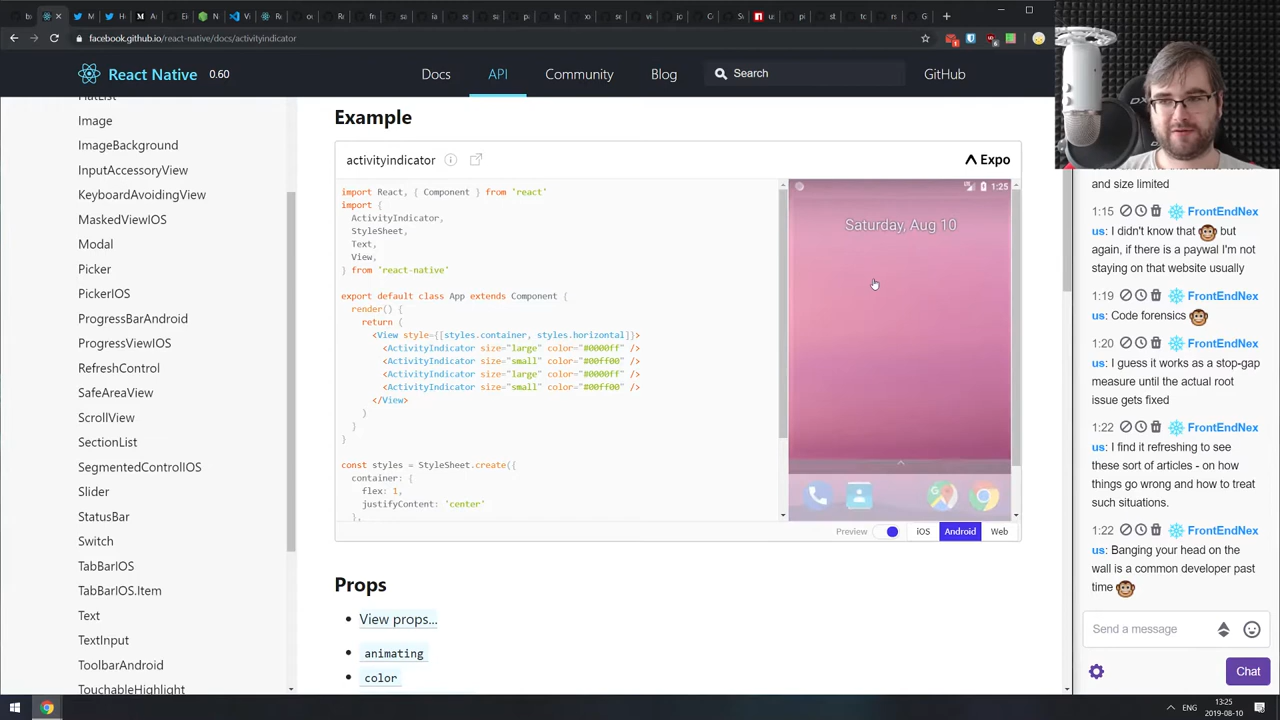 facebook.github.io/react-native/docs/activityindicator
React Native 0.60
Docs
API
Community
Blog
Search
GitHub
FlatList
Image
ImageBackground
InputAccessoryView
KeyboardAvoidingView
MaskedViewIOS
Modal
Picker
PickerIOS
ProgressBarAndroid
ProgressViewIOS
RefreshControl
SafeAreaView
ScrollView
SectionList
SegmentedControlIOS
Slider
StatusBar
Switch
TabBarIOS
TabBarIOS.Item
Text
TextInput
ToolbarAndroid
TouchableHighlight
Example
activityindicator
Expo
import React, { Component } from 'react'
import {
ActivityIndicator,
StyleSheet,
Text,
View,
} from 'react-native'
export default class App extends Component {
render() {
return (
<View style={[styles.container, styles.horizontal]}>
<ActivityIndicator size="large" color="#0000ff" />
<ActivityIndicator size="small" color="#00ff00" />
<ActivityIndicator size="large" color="#0000ff" />
<ActivityIndicator size="small" color="#00ff00" />
</View>
)
}
}
const styles = StyleSheet.create({
container: {
flex: 1,
justifyContent: 'center'
},
1:25
Saturday, Aug 10
Preview
iOS
Android
Web
Props
View props...
animating
color
and size limited
1:15 FrontEndNex
us: I didn't know that but
again, if there is a paywal I'm not
staying on that website usually
1:19 FrontEndNex
us: Code forensics
1:20 FrontEndNex
us: I guess it works as a stop-gap
measure until the actual root
issue gets fixed
1:22 FrontEndNex
us: I find it refreshing to see
these sort of articles - on how
things go wrong and how to treat
such situations.
1:22 FrontEndNex
us: Banging your head on the
wall is a common developer past
time
Send a message
Chat
ENG
13:25
2019-08-10